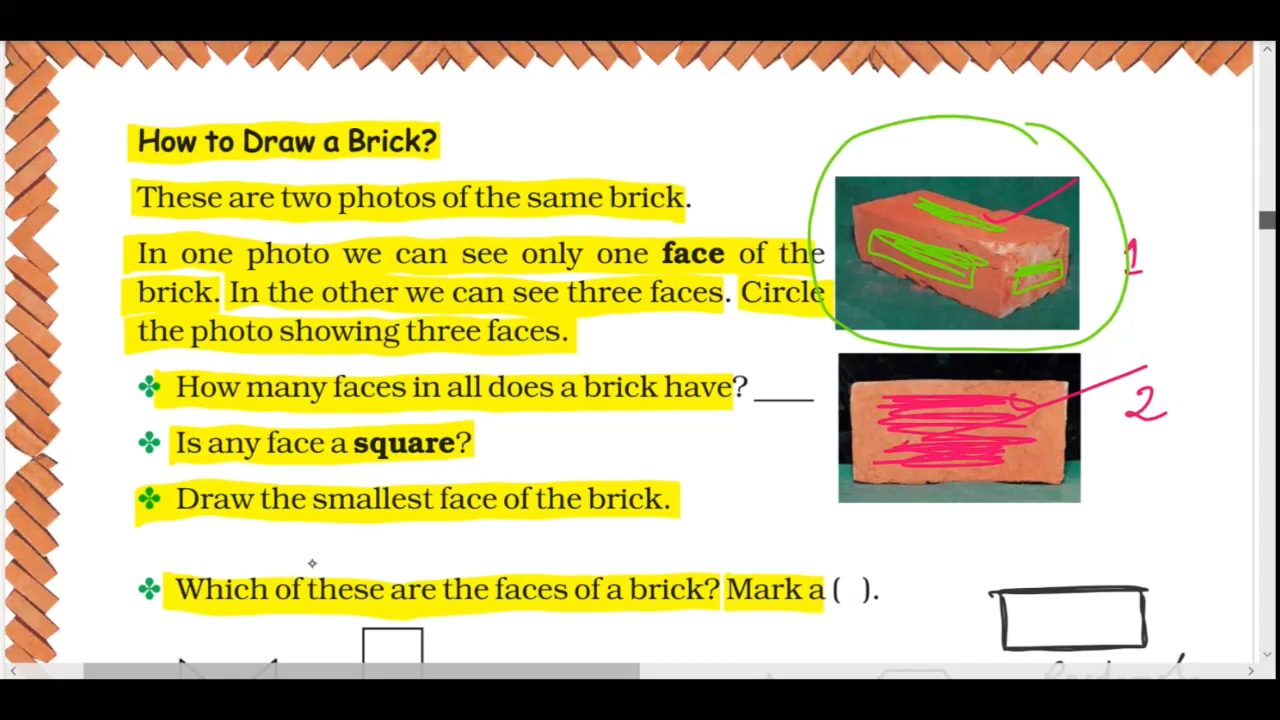 How to Draw a Brick?
These are two photos of the same brick.
In one photo we can see only one face of the
brick. In the other we can see three faces. Circle
the photo showing three faces.
1
How many faces in all does a brick have? ____
2
Is any face a square?
Draw the smallest face of the brick.
Which of these are the faces of a brick? Mark a ( ).